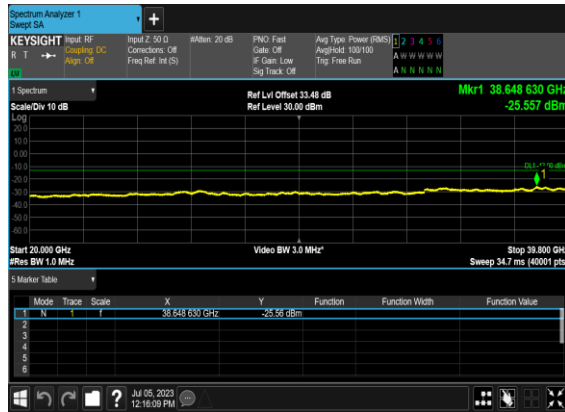 Spectrum Analyzer 1
Swept SA
+
KEYSIGHT Input: RF Input Z: 50 Ω #Atten: 20 dB PNO: Fast Avg Type: Power (RMS) 1 2 3 4 5 6
R T Coupling: DC Corrections: Off Gate: Off Avg|Hold: 100/100 A W W W W W
Align: Off Freq Ref: Int (S) IF Gain: Low Trig: Free Run
Sig Track: Off A N N N N N
1 Spectrum Ref Lvl Offset 33.48 dB Mkr1 38.648 630 GHz
Scale/Div 10 dB Ref Level 30.00 dBm -25.557 dBm
Log
20.0
10.0
0.00
-10.0
1
-20.0
-30.0
-40.0
-50.0
-60.0
Start 20.000 GHz Video BW 3.0 MHz* Stop 39.800 GHz
#Res BW 1.0 MHz Sweep 34.7 ms (40001 pts
5 Marker Table
Mode Trace Scale X Y Function Function Width Function Value
1 N 1 f 38.648 630 GHz -25.56 dBm
2
3
4
5
6
? Jul 05, 2023
12:16:09 PM